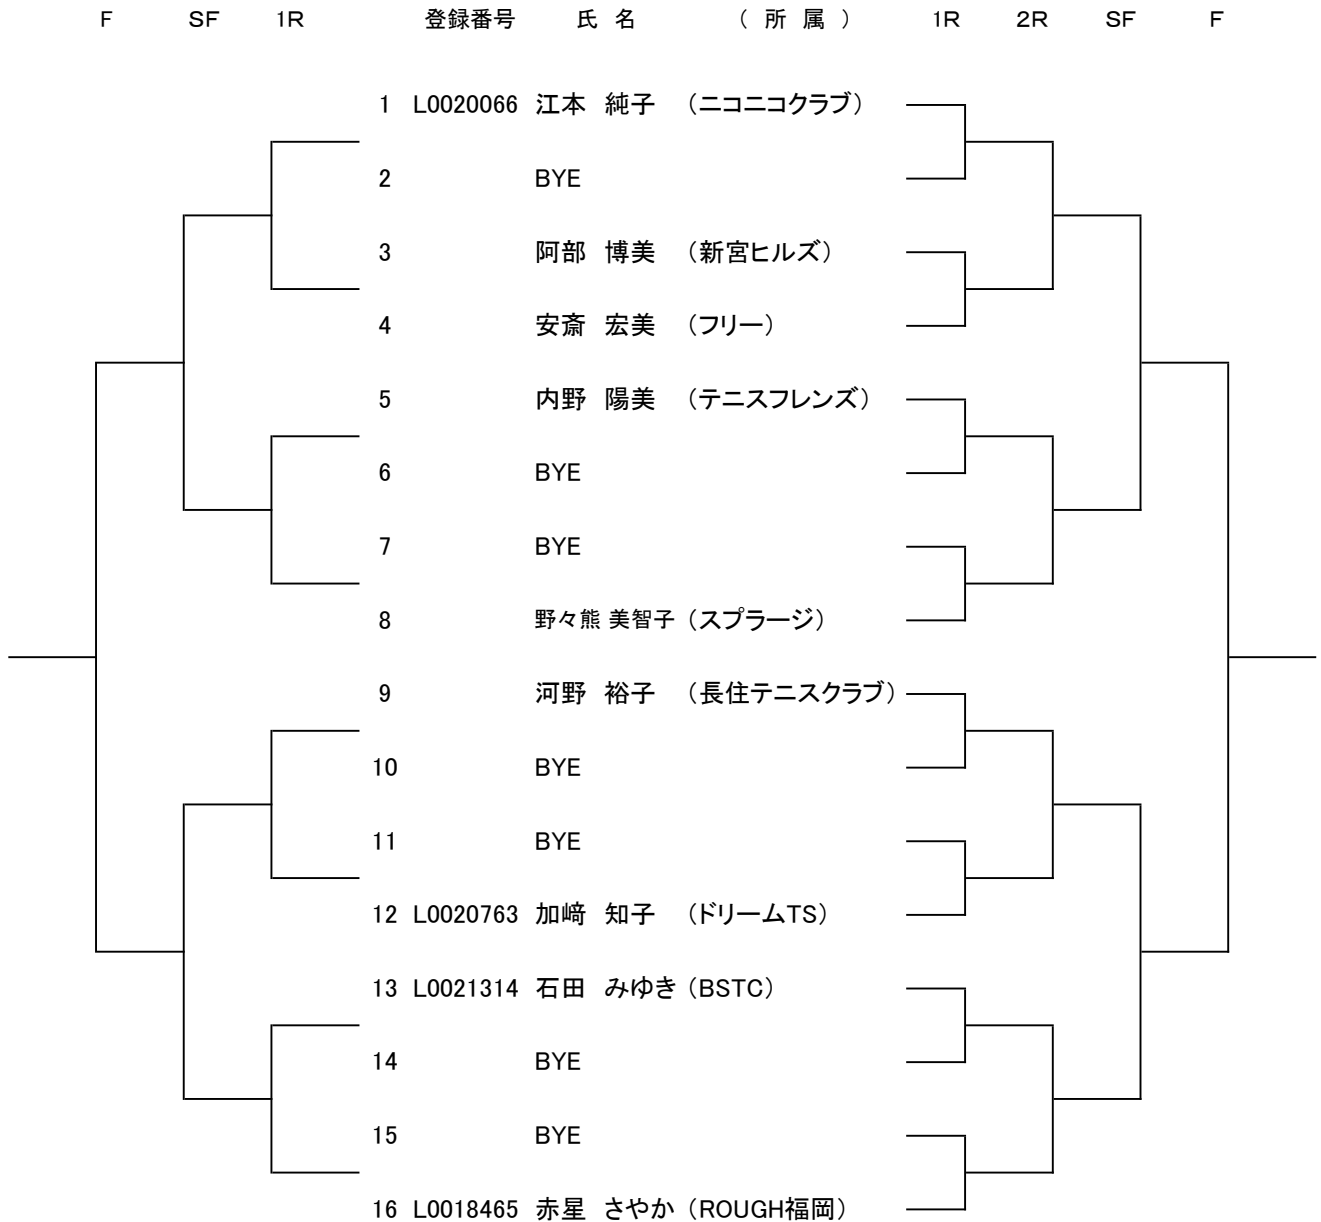 F SF 1R 登録番号 氏 名 ( 所 属 ) 1R 2R SF F
1 L0020066 江本 純子 (ニコニコクラブ)
2 BYE
3 阿部 博美 (新宮ヒルズ)
4 安斎 宏美 (フリー)
5 内野 陽美 (テニスフレンズ)
6 BYE
7 BYE
8 野々熊 美智子 (スプラージ)
9 河野 裕子 (長住テニスクラブ)
10 BYE
11 BYE
12 L0020763 加﨑 知子 (ドリームTS)
13 L0021314 石田 みゆき (BSTC)
14 BYE
15 BYE
16 L0018465 赤星 さやか (ROUGH福岡)